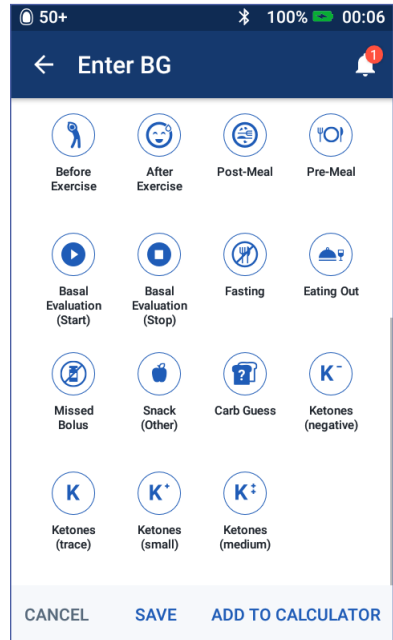 50+ 100% 00:06
Enter BG 1
Before Exercise
After Exercise
Post-Meal
Pre-Meal
Basal Evaluation (Start)
Basal Evaluation (Stop)
Fasting
Eating Out
?
K-
Missed Bolus
Snack (Other)
Carb Guess
Ketones (negative)
K
K+
K‡
Ketones (trace)
Ketones (small)
Ketones (medium)
CANCEL SAVE ADD TO CALCULATOR